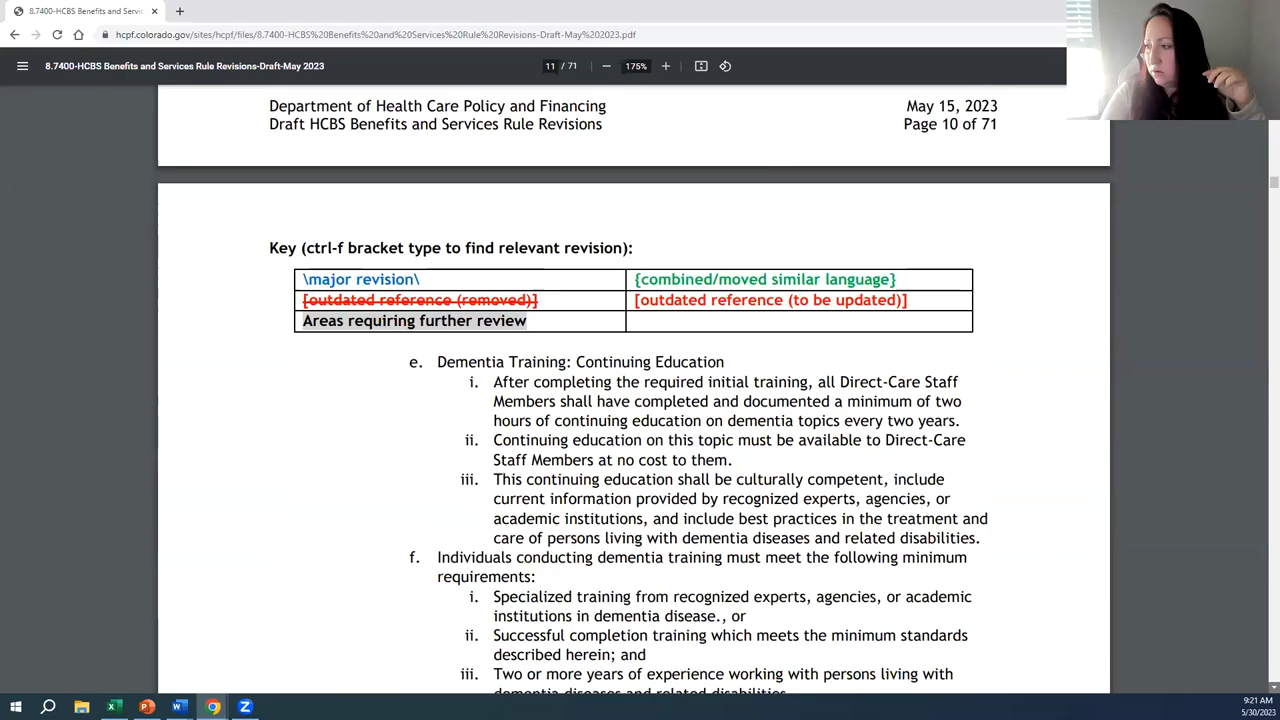 8.7400-HCBS Benefits and Servic
hcpf.colorado.gov/sites/hcpf/files/8.7400-HCBS%20Benefits%20and%20Services%20Rule%20Revisions-Draft-May%202023.pdf
8.7400-HCBS Benefits and Services Rule Revisions-Draft-May 2023
11 / 71
175%
Department of Health Care Policy and Financing May 15, 2023
Draft HCBS Benefits and Services Rule Revisions Page 10 of 71
Key (ctrl-f bracket type to find relevant revision):
\major revision\ {combined/moved similar language}
[outdated reference (removed)] [outdated reference (to be updated)]
Areas requiring further review
e. Dementia Training: Continuing Education
i. After completing the required initial training, all Direct-Care Staff
Members shall have completed and documented a minimum of two
hours of continuing education on dementia topics every two years.
ii. Continuing education on this topic must be available to Direct-Care
Staff Members at no cost to them.
iii. This continuing education shall be culturally competent, include
current information provided by recognized experts, agencies, or
academic institutions, and include best practices in the treatment and
care of persons living with dementia diseases and related disabilities.
f. Individuals conducting dementia training must meet the following minimum
requirements:
i. Specialized training from recognized experts, agencies, or academic
institutions in dementia disease., or
ii. Successful completion training which meets the minimum standards
described herein; and
iii. Two or more years of experience working with persons living with
dementia diseases and related disabilities.
9:21 AM
5/30/2023